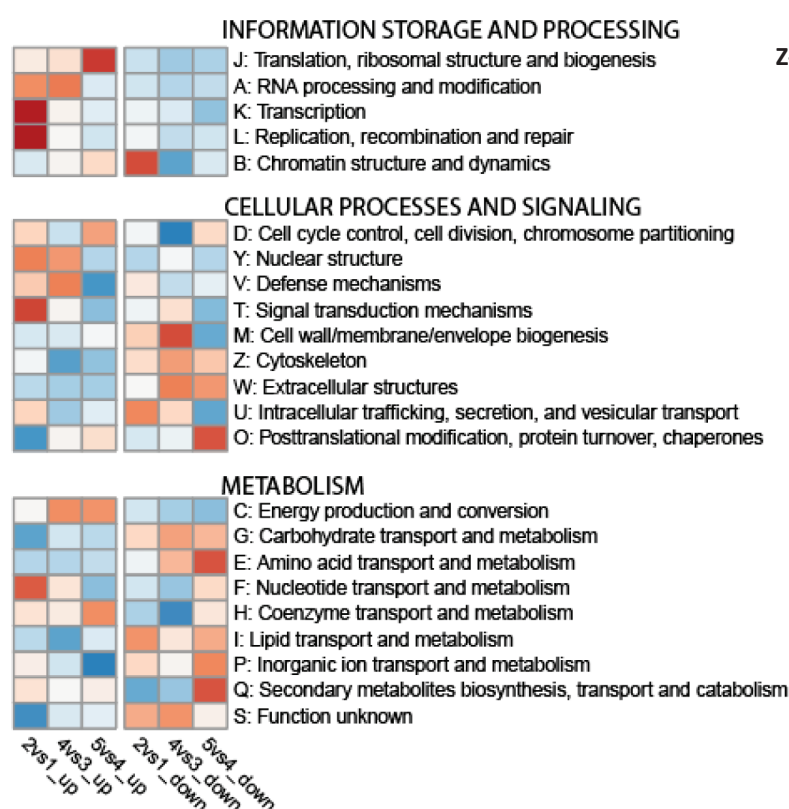 INFORMATION STORAGE AND PROCESSING
J: Translation, ribosomal structure and biogenesis
Z
A: RNA processing and modification
K: Transcription
L: Replication, recombination and repair
B: Chromatin structure and dynamics
CELLULAR PROCESSES AND SIGNALING
D: Cell cycle control, cell division, chromosome partitioning
Y: Nuclear structure
V: Defense mechanisms
T: Signal transduction mechanisms
M: Cell wall/membrane/envelope biogenesis
Z: Cytoskeleton
W: Extracellular structures
U: Intracellular trafficking, secretion, and vesicular transport
O: Posttranslational modification, protein turnover, chaperones
METABOLISM
C: Energy production and conversion
G: Carbohydrate transport and metabolism
E: Amino acid transport and metabolism
F: Nucleotide transport and metabolism
H: Coenzyme transport and metabolism
I: Lipid transport and metabolism
P: Inorganic ion transport and metabolism
Q: Secondary metabolites biosynthesis, transport and catabolism
S: Function unknown
2vs1_up
4vs3_up
5vs4_up
2vs1_down
4vs3_down
5vs4_down